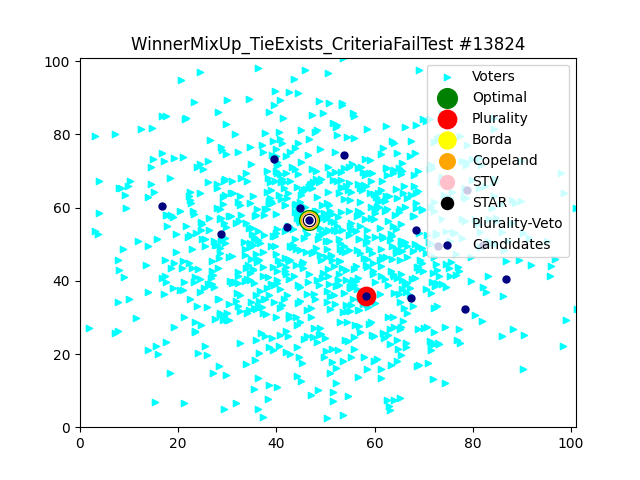 WinnerMixUp_TieExists_CriteriaFailTest #13824
100
80
60
40
20
0
0
20
40
60
80
100
Voters
Optimal
Plurality
Borda
Copeland
STV
STAR
Plurality-Veto
Candidates